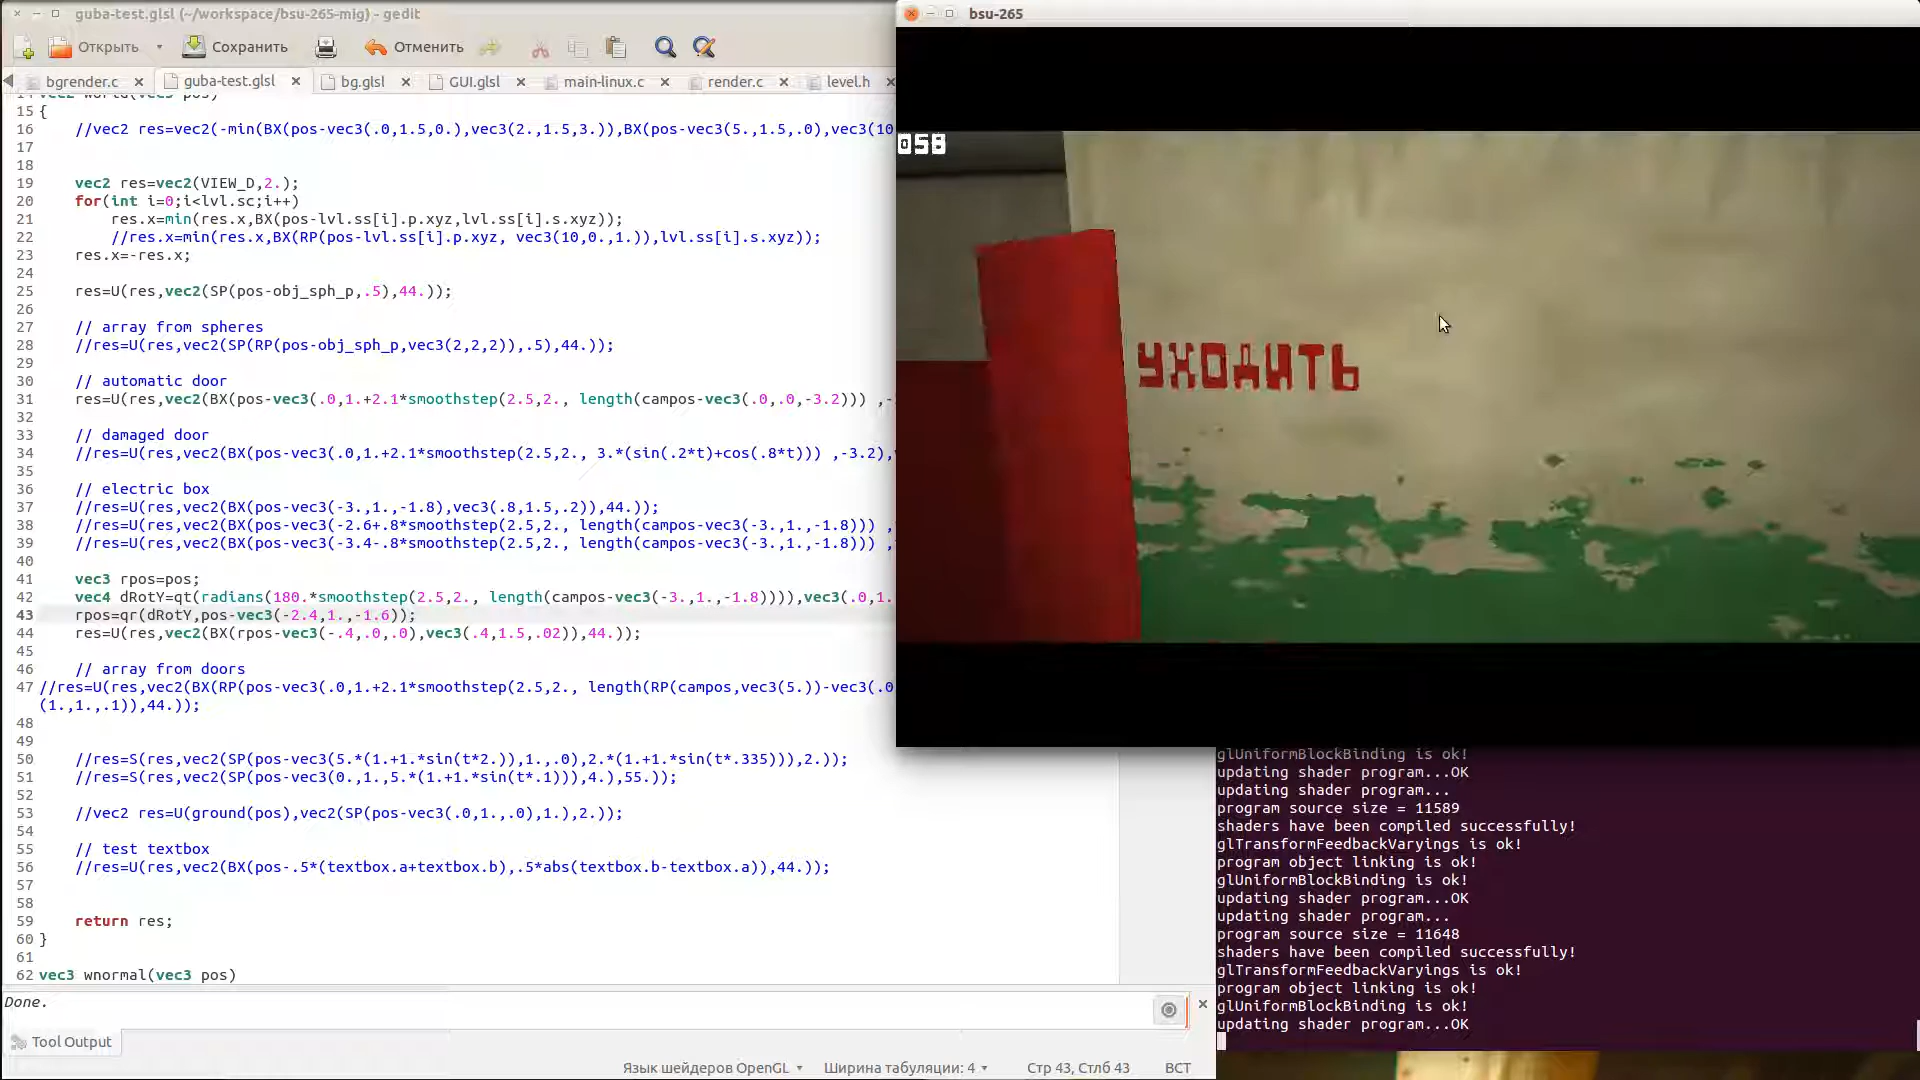 guba-test.glsl (~/workspace/bsu-265-mig) - gedit
Открыть Сохранить Отменить
bgrender.c guba-test.glsl bg.glsl GUI.glsl main-linux.c render.c level.h
15 {
16 //vec2 res=vec2(-min(BX(pos-vec3(.0,1.5,0.),vec3(2.,1.5,3.)),BX(pos-vec3(5.,1.5,.0),vec3(10
17
18
19 vec2 res=vec2(VIEW_D,2.);
20 for(int i=0;i<lvl.sc;i++)
21 res.x=min(res.x,BX(pos-lvl.ss[i].p.xyz,lvl.ss[i].s.xyz));
22 //res.x=min(res.x,BX(RP(pos-lvl.ss[i].p.xyz, vec3(10,0.,1.)),lvl.ss[i].s.xyz));
23 res.x=-res.x;
24
25 res=U(res,vec2(SP(pos-obj_sph_p,.5),44.));
26
27 // array from spheres
28 //res=U(res,vec2(SP(RP(pos-obj_sph_p,vec3(2,2,2)),.5),44.));
29
30 // automatic door
31 res=U(res,vec2(BX(pos-vec3(.0,1.+2.1*smoothstep(2.5,2., length(campos-vec3(.0,.0,-3.2))) ,-
32
33 // damaged door
34 //res=U(res,vec2(BX(pos-vec3(.0,1.+2.1*smoothstep(2.5,2., 3.*(sin(.2*t)+cos(.8*t))) ,-3.2),
35
36 // electric box
37 //res=U(res,vec2(BX(pos-vec3(-3.,1.,-1.8),vec3(.8,1.5,.2)),44.));
38 //res=U(res,vec2(BX(pos-vec3(-2.6+.8*smoothstep(2.5,2., length(campos-vec3(-3.,1.,-1.8))) ,
39 //res=U(res,vec2(BX(pos-vec3(-3.4-.8*smoothstep(2.5,2., length(campos-vec3(-3.,1.,-1.8))) ,
40
41 vec3 rpos=pos;
42 vec4 dRotY=qt(radians(180.*smoothstep(2.5,2., length(campos-vec3(-3.,1.,-1.8)))),vec3(.0,1.
43 rpos=qr(dRotY,pos-vec3(-2.4,1.,-1.6));
44 res=U(res,vec2(BX(rpos-vec3(-.4,.0,.0),vec3(.4,1.5,.02)),44.));
45
46 // array from doors
47 //res=U(res,vec2(BX(RP(pos-vec3(.0,1.+2.1*smoothstep(2.5,2., length(RP(campos,vec3(5.))-vec3(.0
(1.,1.,.1)),44.));
48
49
50 //res=S(res,vec2(SP(pos-vec3(5.*(1.+1.*sin(t*2.)),1.,.0),2.*(1.+1.*sin(t*.335))),2.));
51 //res=S(res,vec2(SP(pos-vec3(0.,1.,5.*(1.+1.*sin(t*.1))),4.),55.));
52
53 //vec2 res=U(ground(pos),vec2(SP(pos-vec3(.0,1.,.0),1.),2.));
54
55 // test textbox
56 //res=U(res,vec2(BX(pos-.5*(textbox.a+textbox.b),.5*abs(textbox.b-textbox.a)),44.));
57
58
59 return res;
60 }
61
62 vec3 wnormal(vec3 pos)
Done.
Tool Output
Язык шейдеров OpenGL Ширина табуляции: 4 Стр 43, Стлб 43 ВСТ
bsu-265
058
УХОДИТЬ
glUniformBlockBinding is ok!
updating shader program...OK
updating shader program...
program source size = 11589
shaders have been compiled successfully!
glTransformFeedbackVaryings is ok!
program object linking is ok!
glUniformBlockBinding is ok!
updating shader program...OK
updating shader program...
program source size = 11648
shaders have been compiled successfully!
glTransformFeedbackVaryings is ok!
program object linking is ok!
glUniformBlockBinding is ok!
updating shader program...OK